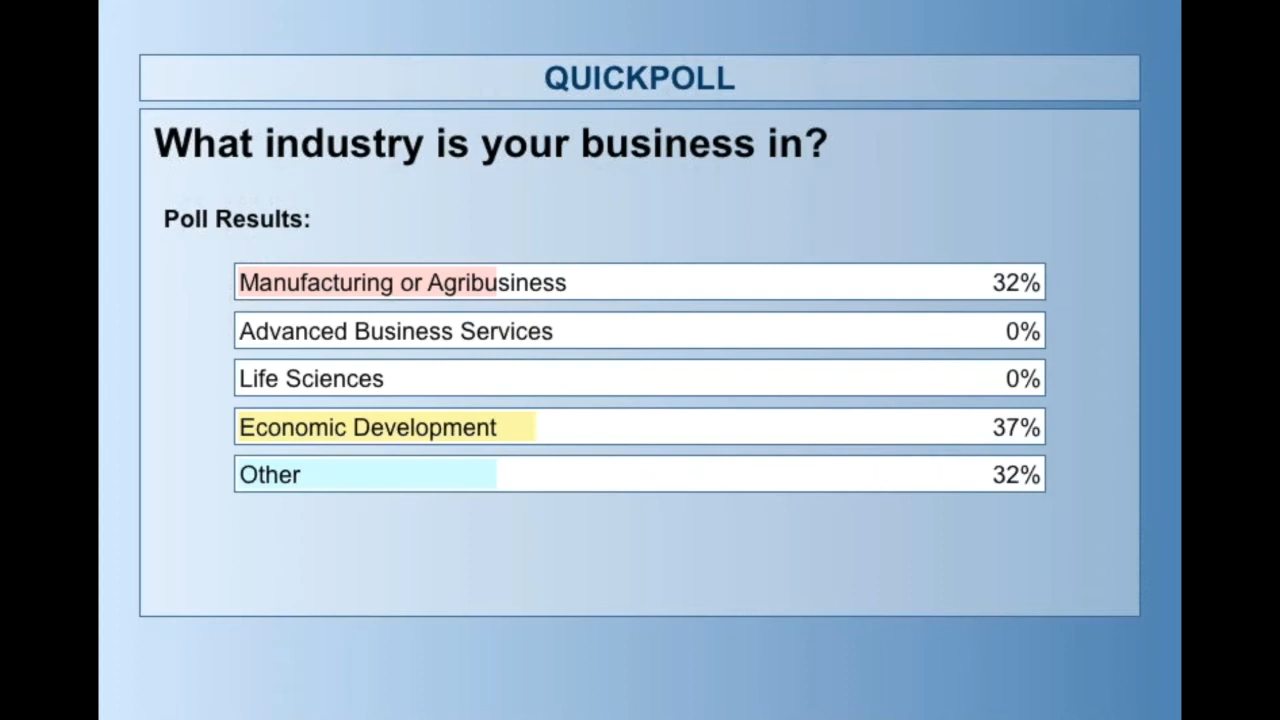 QUICKPOLL
What industry is your business in?
Poll Results:
Manufacturing or Agribusiness 32%
Advanced Business Services 0%
Life Sciences 0%
Economic Development 37%
Other 32%